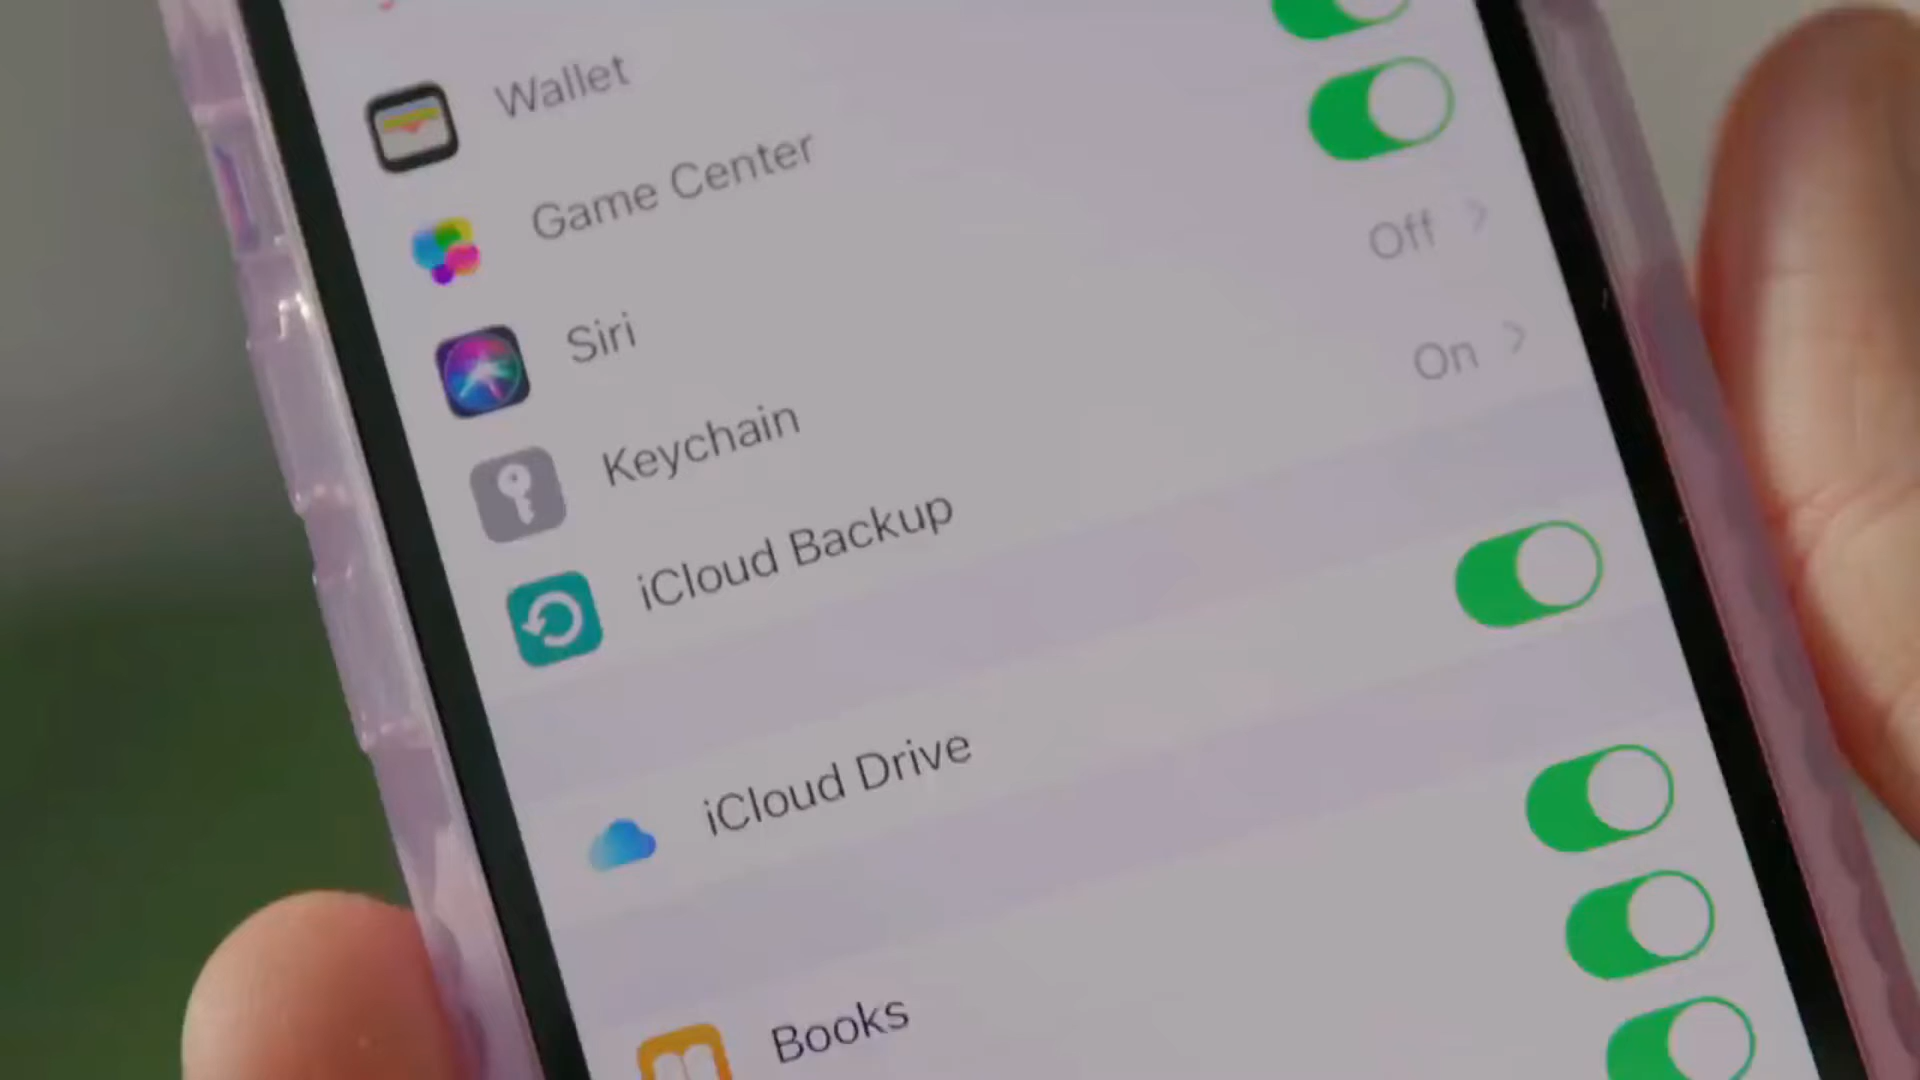 Wallet
Game Center
Siri
Keychain
Off
iCloud Backup
On
iCloud Drive
Books